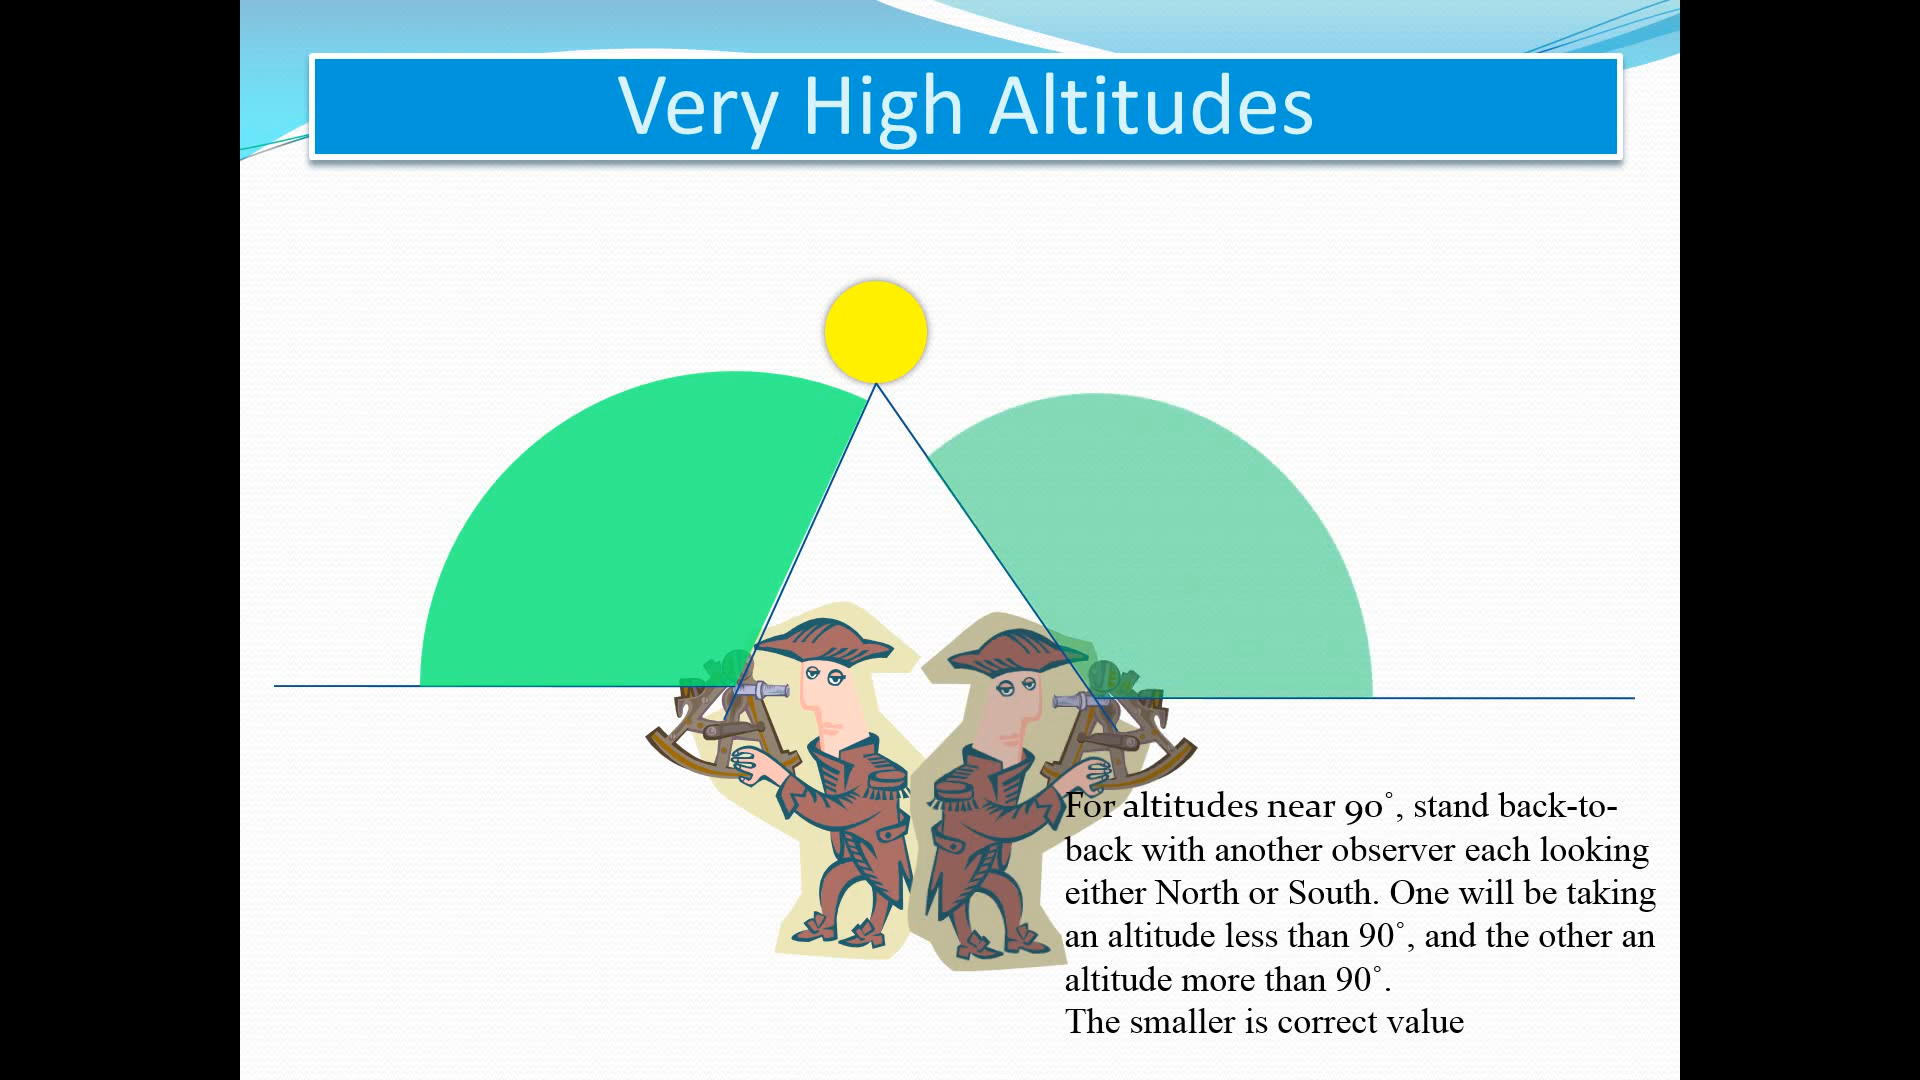 Very High Altitudes
For altitudes near 90˚, stand back-to-
back with another observer each looking
either North or South. One will be taking
an altitude less than 90˚, and the other an
altitude more than 90˚.
The smaller is correct value